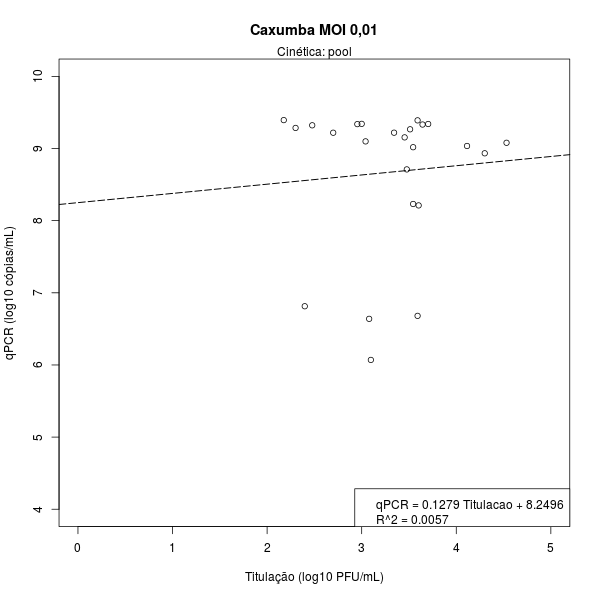 Caxumba MOI 0,01
Cinética: pool
qPCR (log10 cópias/mL)
10
9
8
7
6
5
4
qPCR = 0.1279 Titulacao + 8.2496
R^2 = 0.0057
0 1 2 3 4 5
Titulação (log10 PFU/mL)